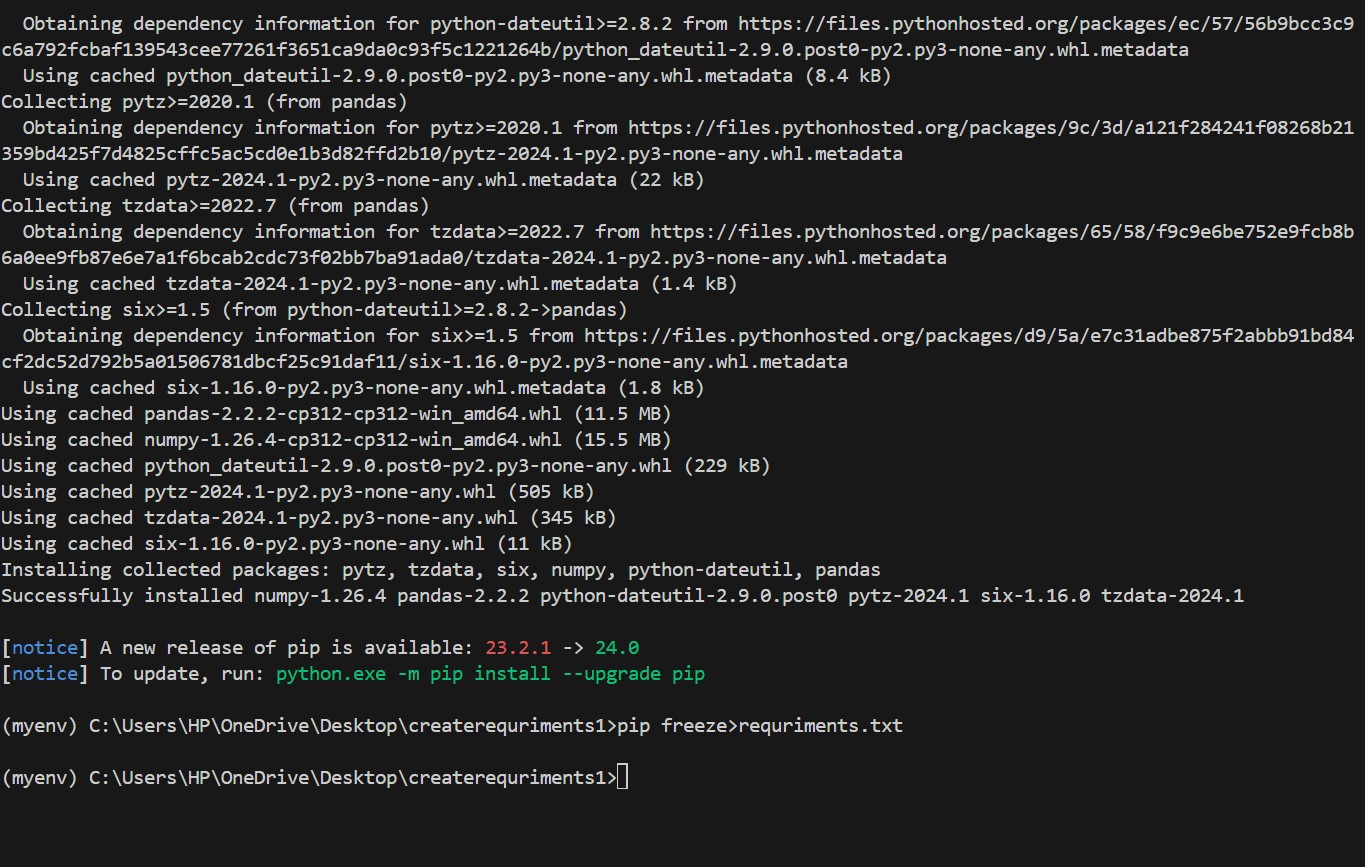 Obtaining dependency information for python-dateutil>=2.8.2 from https://files.pythonhosted.org/packages/ec/57/56b9bcc3c9
c6a792fcbaf139543cee77261f3651ca9da0c93f5c1221264b/python_dateutil-2.9.0.post0-py2.py3-none-any.whl.metadata
Using cached python_dateutil-2.9.0.post0-py2.py3-none-any.whl.metadata (8.4 kB)
Collecting pytz>=2020.1 (from pandas)
Obtaining dependency information for pytz>=2020.1 from https://files.pythonhosted.org/packages/9c/3d/a121f284241f08268b21
359bd425f7d4825cffc5ac5cd0e1b3d82ffd2b10/pytz-2024.1-py2.py3-none-any.whl.metadata
Using cached pytz-2024.1-py2.py3-none-any.whl.metadata (22 kB)
Collecting tzdata>=2022.7 (from pandas)
Obtaining dependency information for tzdata>=2022.7 from https://files.pythonhosted.org/packages/65/58/f9c9e6be752e9fcb8b
6a0ee9fb87e6e7a1f6bcab2cdc73f02bb7ba91ada0/tzdata-2024.1-py2.py3-none-any.whl.metadata
Using cached tzdata-2024.1-py2.py3-none-any.whl.metadata (1.4 kB)
Collecting six>=1.5 (from python-dateutil>=2.8.2->pandas)
Obtaining dependency information for six>=1.5 from https://files.pythonhosted.org/packages/d9/5a/e7c31adbe875f2abbb91bd84
cf2dc52d792b5a01506781dbcf25c91daf11/six-1.16.0-py2.py3-none-any.whl.metadata
Using cached six-1.16.0-py2.py3-none-any.whl.metadata (1.8 kB)
Using cached pandas-2.2.2-cp312-cp312-win_amd64.whl (11.5 MB)
Using cached numpy-1.26.4-cp312-cp312-win_amd64.whl (15.5 MB)
Using cached python_dateutil-2.9.0.post0-py2.py3-none-any.whl (229 kB)
Using cached pytz-2024.1-py2.py3-none-any.whl (505 kB)
Using cached tzdata-2024.1-py2.py3-none-any.whl (345 kB)
Using cached six-1.16.0-py2.py3-none-any.whl (11 kB)
Installing collected packages: pytz, tzdata, six, numpy, python-dateutil, pandas
Successfully installed numpy-1.26.4 pandas-2.2.2 python-dateutil-2.9.0.post0 pytz-2024.1 six-1.16.0 tzdata-2024.1
[notice] A new release of pip is available: 23.2.1 -> 24.0
[notice] To update, run: python.exe -m pip install --upgrade pip
(myenv) C:\Users\HP\OneDrive\Desktop\createrequriments1>pip freeze>requriments.txt
(myenv) C:\Users\HP\OneDrive\Desktop\createrequriments1>